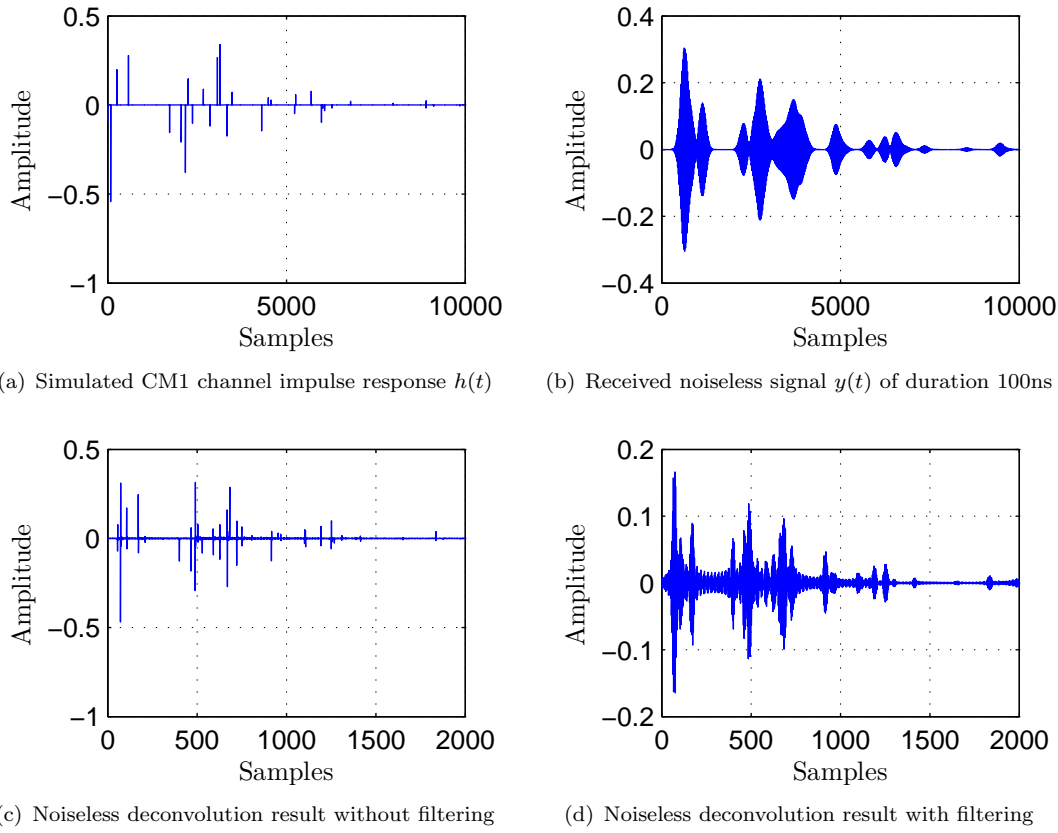 0.5
0
−0.5
−1
0
5000
10000
Amplitude
Samples
0.4
0.2
0
−0.2
−0.4
0
5000
10000
Amplitude
Samples
(a) Simulated CM1 channel impulse response h(t)
(b) Received noiseless signal y(t) of duration 100ns
0.5
0
−0.5
−1
0
500
1000
1500
2000
Amplitude
Samples
0.2
0.1
0
−0.1
−0.2
0
500
1000
1500
2000
Amplitude
Samples
(c) Noiseless deconvolution result without filtering
(d) Noiseless deconvolution result with filtering